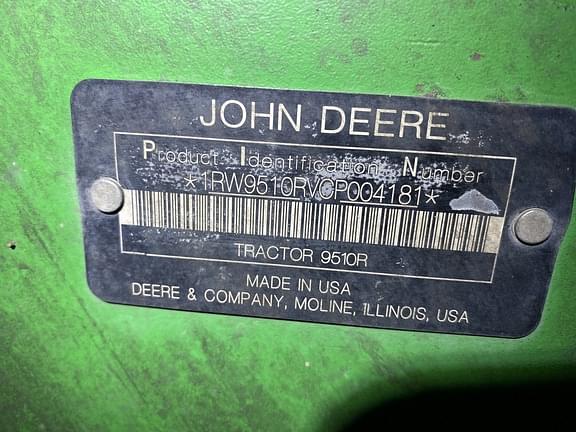 JOHN DEERE
Product Identification Number
*1RW9510RVCP004181*
TRACTOR 9510R
MADE IN USA
DEERE & COMPANY, MOLINE, ILLINOIS, USA